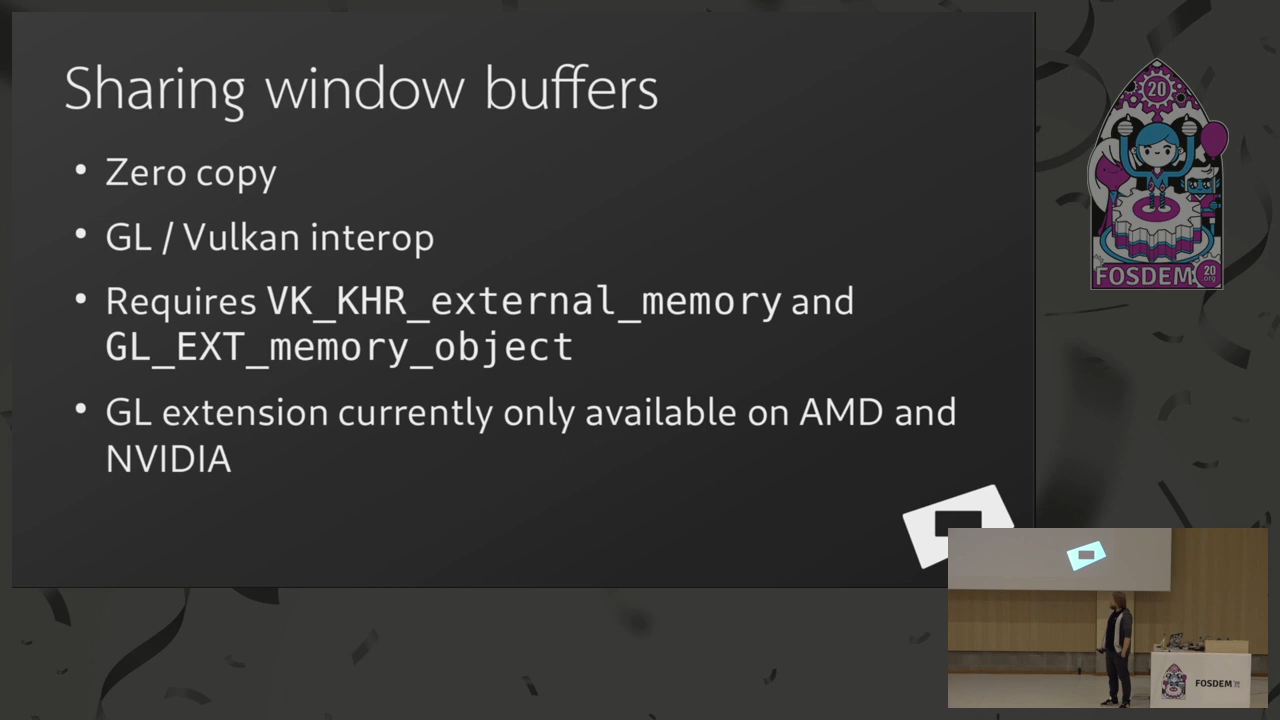 Sharing window buffers
• Zero copy
• GL / Vulkan interop
• Requires VK_KHR_external_memory and
GL_EXT_memory_object
• GL extension currently only available on AMD and
NVIDIA
20
FOSDEM
20
.org
FOSDEM